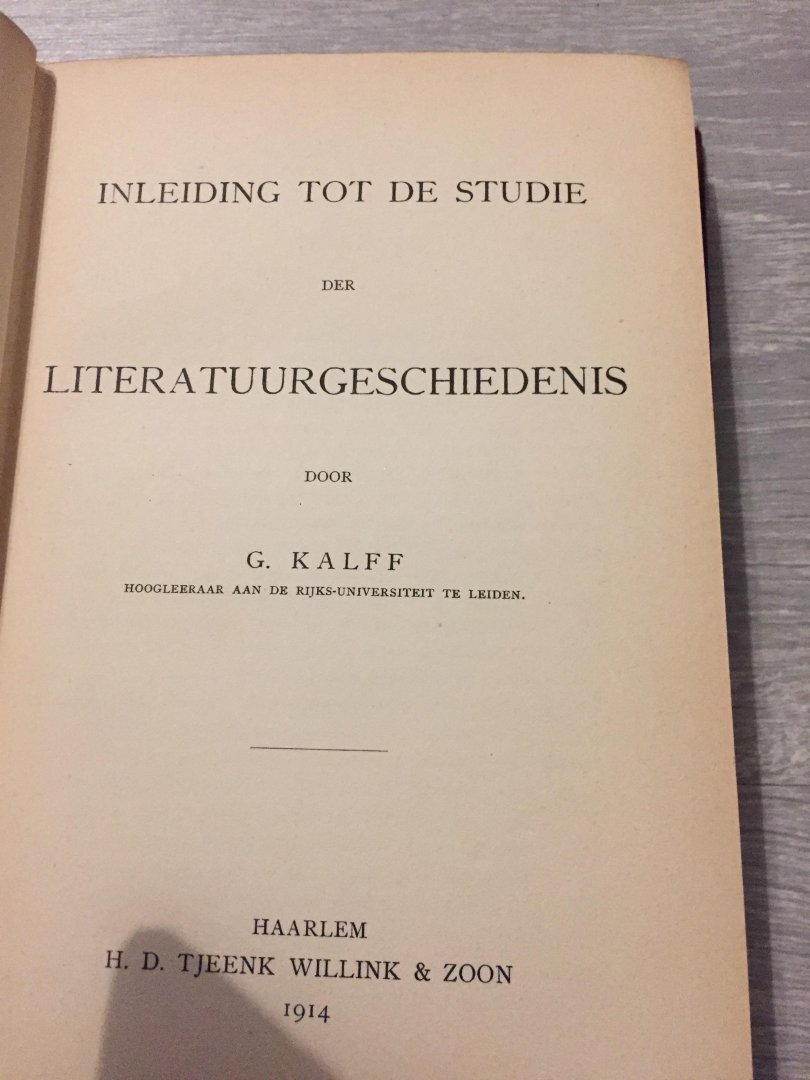 INLEIDING TOT DE STUDIE
DER
LITERATUURGESCHIEDENIS
DOOR
G. KALFF
HOOGLEERAAR AAN DE RIJKS-UNIVERSITEIT TE LEIDEN.
HAARLEM
H. D. TJEENK WILLINK & ZOON
1914